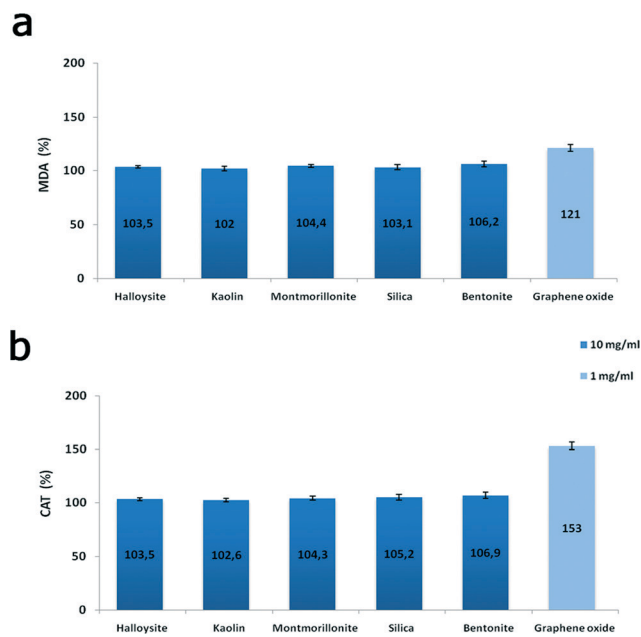 a
200
150
100
50
0
MDA (%)
103,5
102
104,4
103,1
106,2
121
Halloysite
Kaolin
Montmorillonite
Silica
Bentonite
Graphene oxide
b
10 mg/ml
1 mg/ml
200
150
100
50
0
CAT (%)
103,5
102,6
104,3
105,2
106,9
153
Halloysite
Kaolin
Montmorillonite
Silica
Bentonite
Graphene oxide